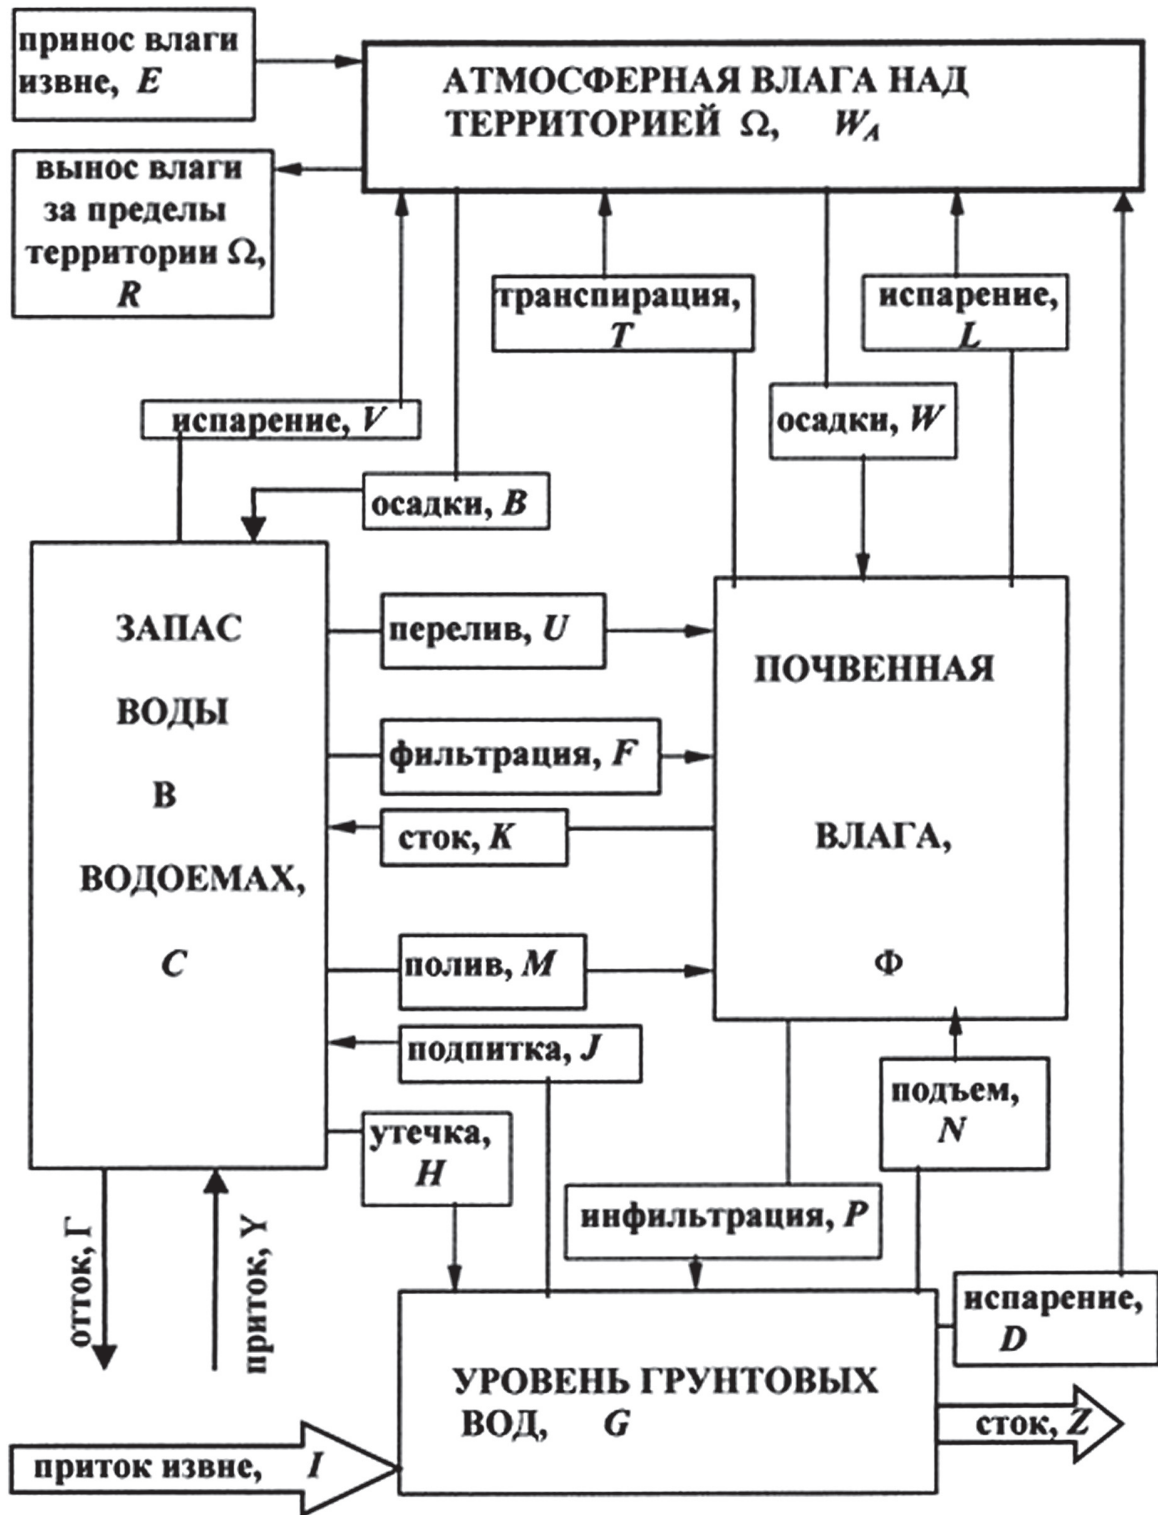 принос влаги
извне, E
АТМОСФЕРНАЯ ВЛАГА НАД
ТЕРРИТОРИЕЙ Ω, W_A
вынос влаги
за пределы
территории Ω,
R
транспирация,
T
испарение,
L
испарение, V
осадки, W
осадки, B
ЗАПАС
ВОДЫ
В
ВОДОЕМАХ,
C
перелив, U
фильтрация, F
сток, K
полив, M
подпитка, J
утечка,
H
ПОЧВЕННАЯ
ВЛАГА,
Ф
подъем,
N
инфильтрация, P
отток, Г
приток, Y
испарение,
D
УРОВЕНЬ ГРУНТОВЫХ
ВОД, G
сток, Z
приток извне, I